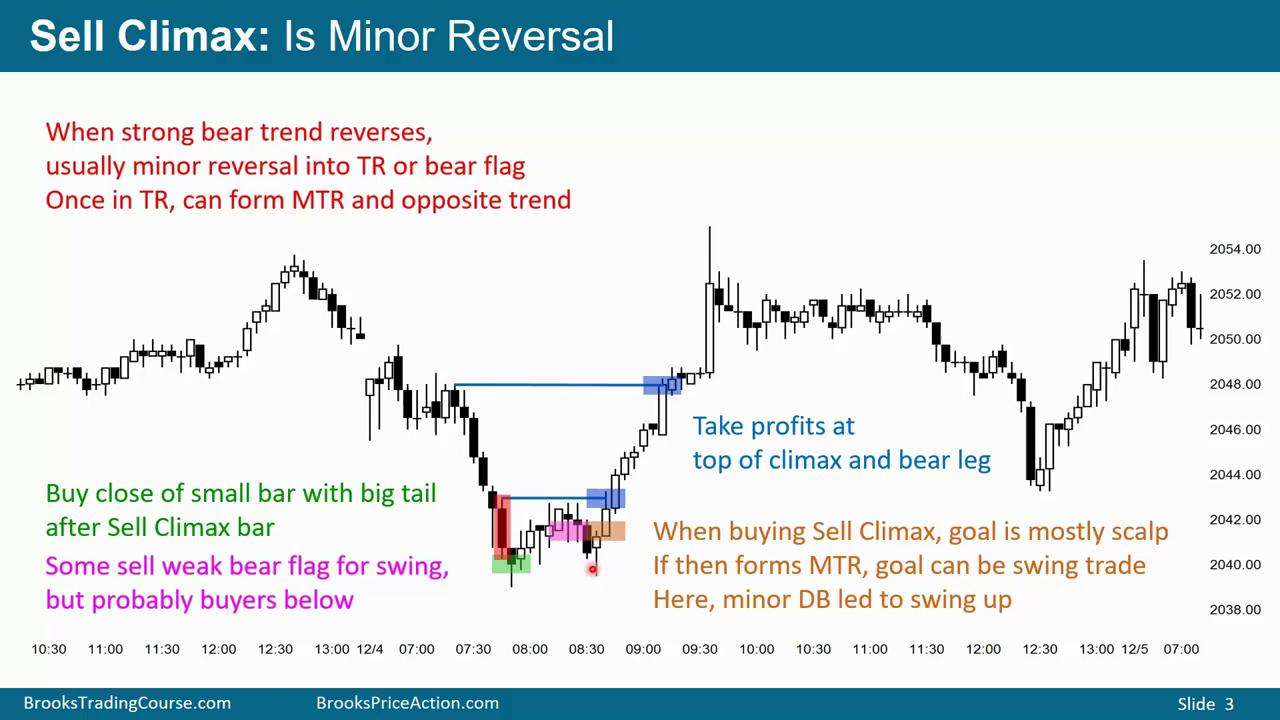 Sell Climax: Is Minor Reversal
When strong bear trend reverses,
usually minor reversal into TR or bear flag
Once in TR, can form MTR and opposite trend
2054.00
2052.00
2050.00
2048.00
2046.00
2044.00
2042.00
2040.00
2038.00
Take profits at
top of climax and bear leg
Buy close of small bar with big tail
after Sell Climax bar
Some sell weak bear flag for swing,
but probably buyers below
When buying Sell Climax, goal is mostly scalp
If then forms MTR, goal can be swing trade
Here, minor DB led to swing up
10:30 11:00 11:30 12:00 12:30 13:00 12/4 07:00 07:30 08:00 08:30 09:00 09:30 10:00 10:30 11:00 11:30 12:00 12:30 13:00 12/5 07:00
BrooksTradingCourse.com BrooksPriceAction.com Slide 3